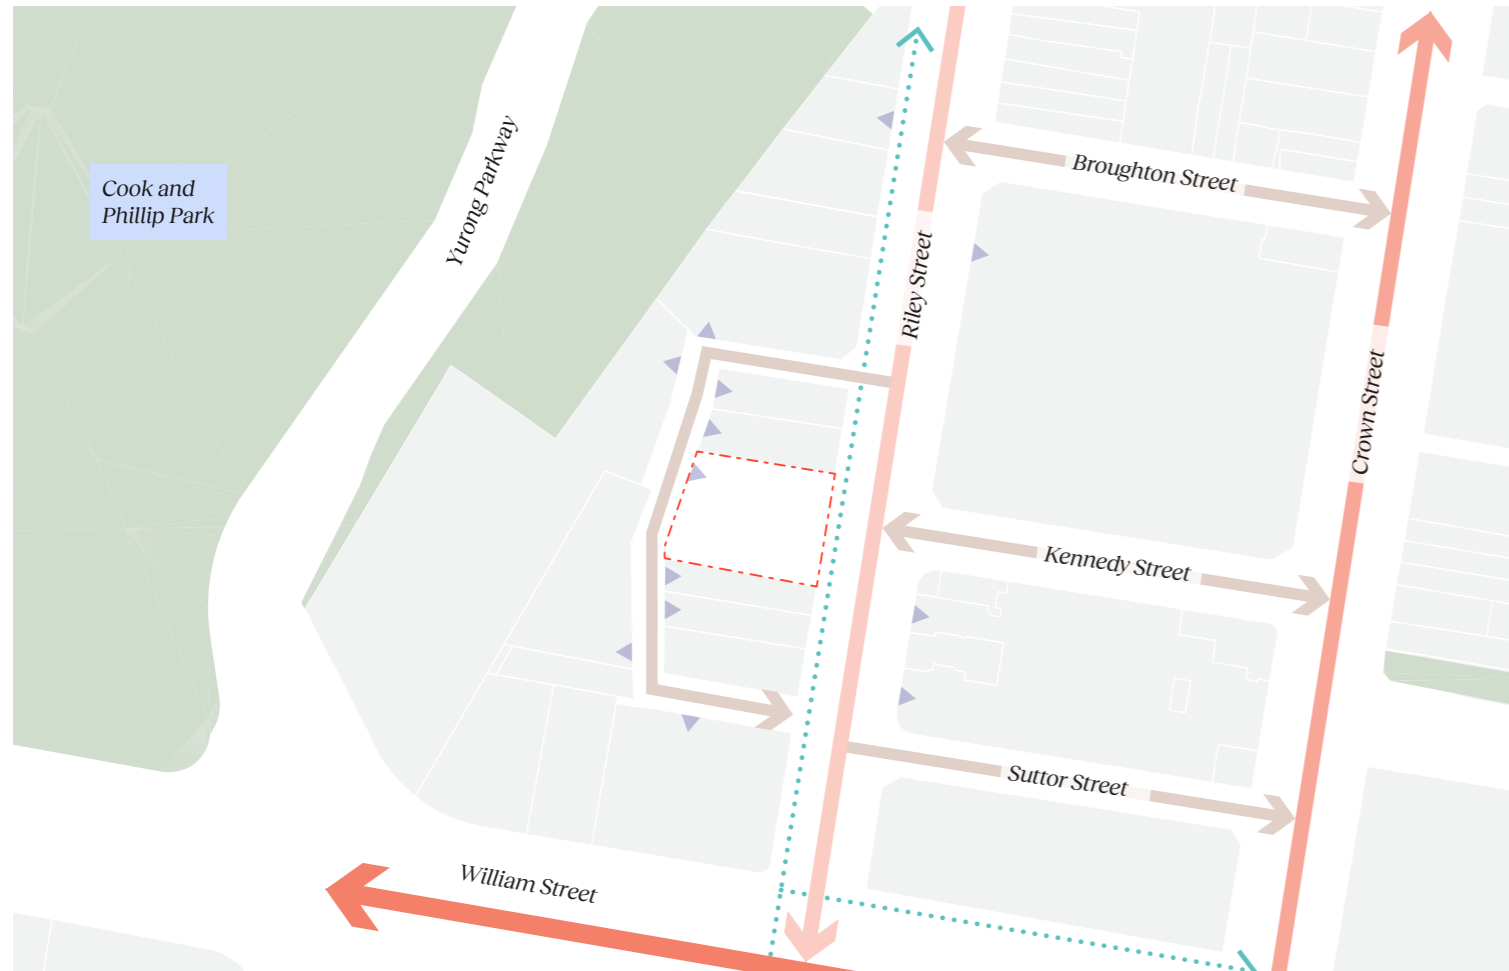 Cook and
Phillip Park
Yurong Parkway
Broughton Street
Riley Street
Crown Street
Kennedy Street
Suttor Street
William Street